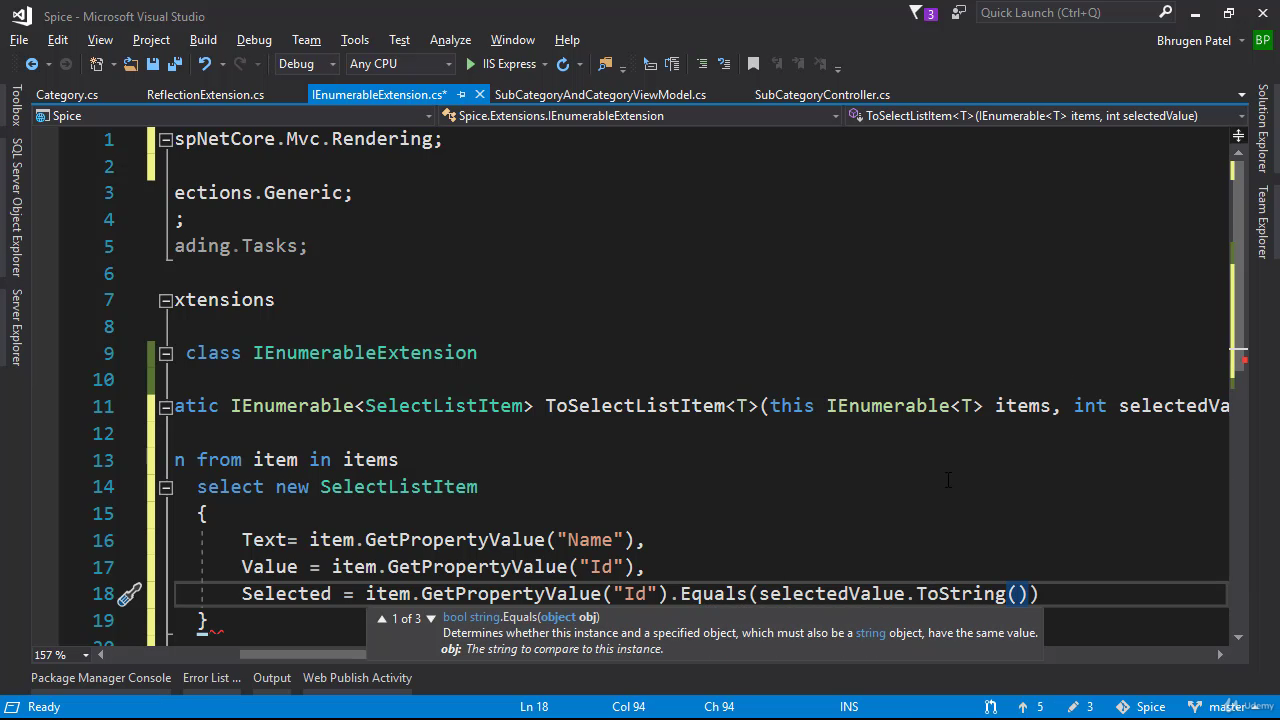 Spice - Microsoft Visual Studio
3
Quick Launch (Ctrl+Q)
File Edit View Project Build Debug Team Tools Test Analyze Window Help
Bhrugen Patel BP
Debug Any CPU IIS Express
Category.cs ReflectionExtension.cs IEnumerableExtension.cs* SubCategoryAndCategoryViewModel.cs SubCategoryController.cs
Spice Spice.Extensions.IEnumerableExtension ToSelectListItem<T>(IEnumerable<T> items, int selectedValue)
Toolbox
SQL Server Object Explorer
Server Explorer
Solution Explorer
Team Explorer
1 spNetCore.Mvc.Rendering;
2
3 ections.Generic;
4 ;
5 ading.Tasks;
6
7 xtensions
8
9 class IEnumerableExtension
10
11 atic IEnumerable<SelectListItem> ToSelectListItem<T>(this IEnumerable<T> items, int selectedVa
12
13 n from item in items
14 select new SelectListItem
15 {
16 Text= item.GetPropertyValue("Name"),
17 Value = item.GetPropertyValue("Id"),
18 Selected = item.GetPropertyValue("Id").Equals(selectedValue.ToString())
19 }
1 of 3 bool string.Equals(object obj)
Determines whether this instance and a specified object, which must also be a string object, have the same value.
obj: The string to compare to this instance.
157 %
Package Manager Console Error List ... Output Web Publish Activity
Ready Ln 18 Col 94 Ch 94 INS 5 3 Spice master
Udemy